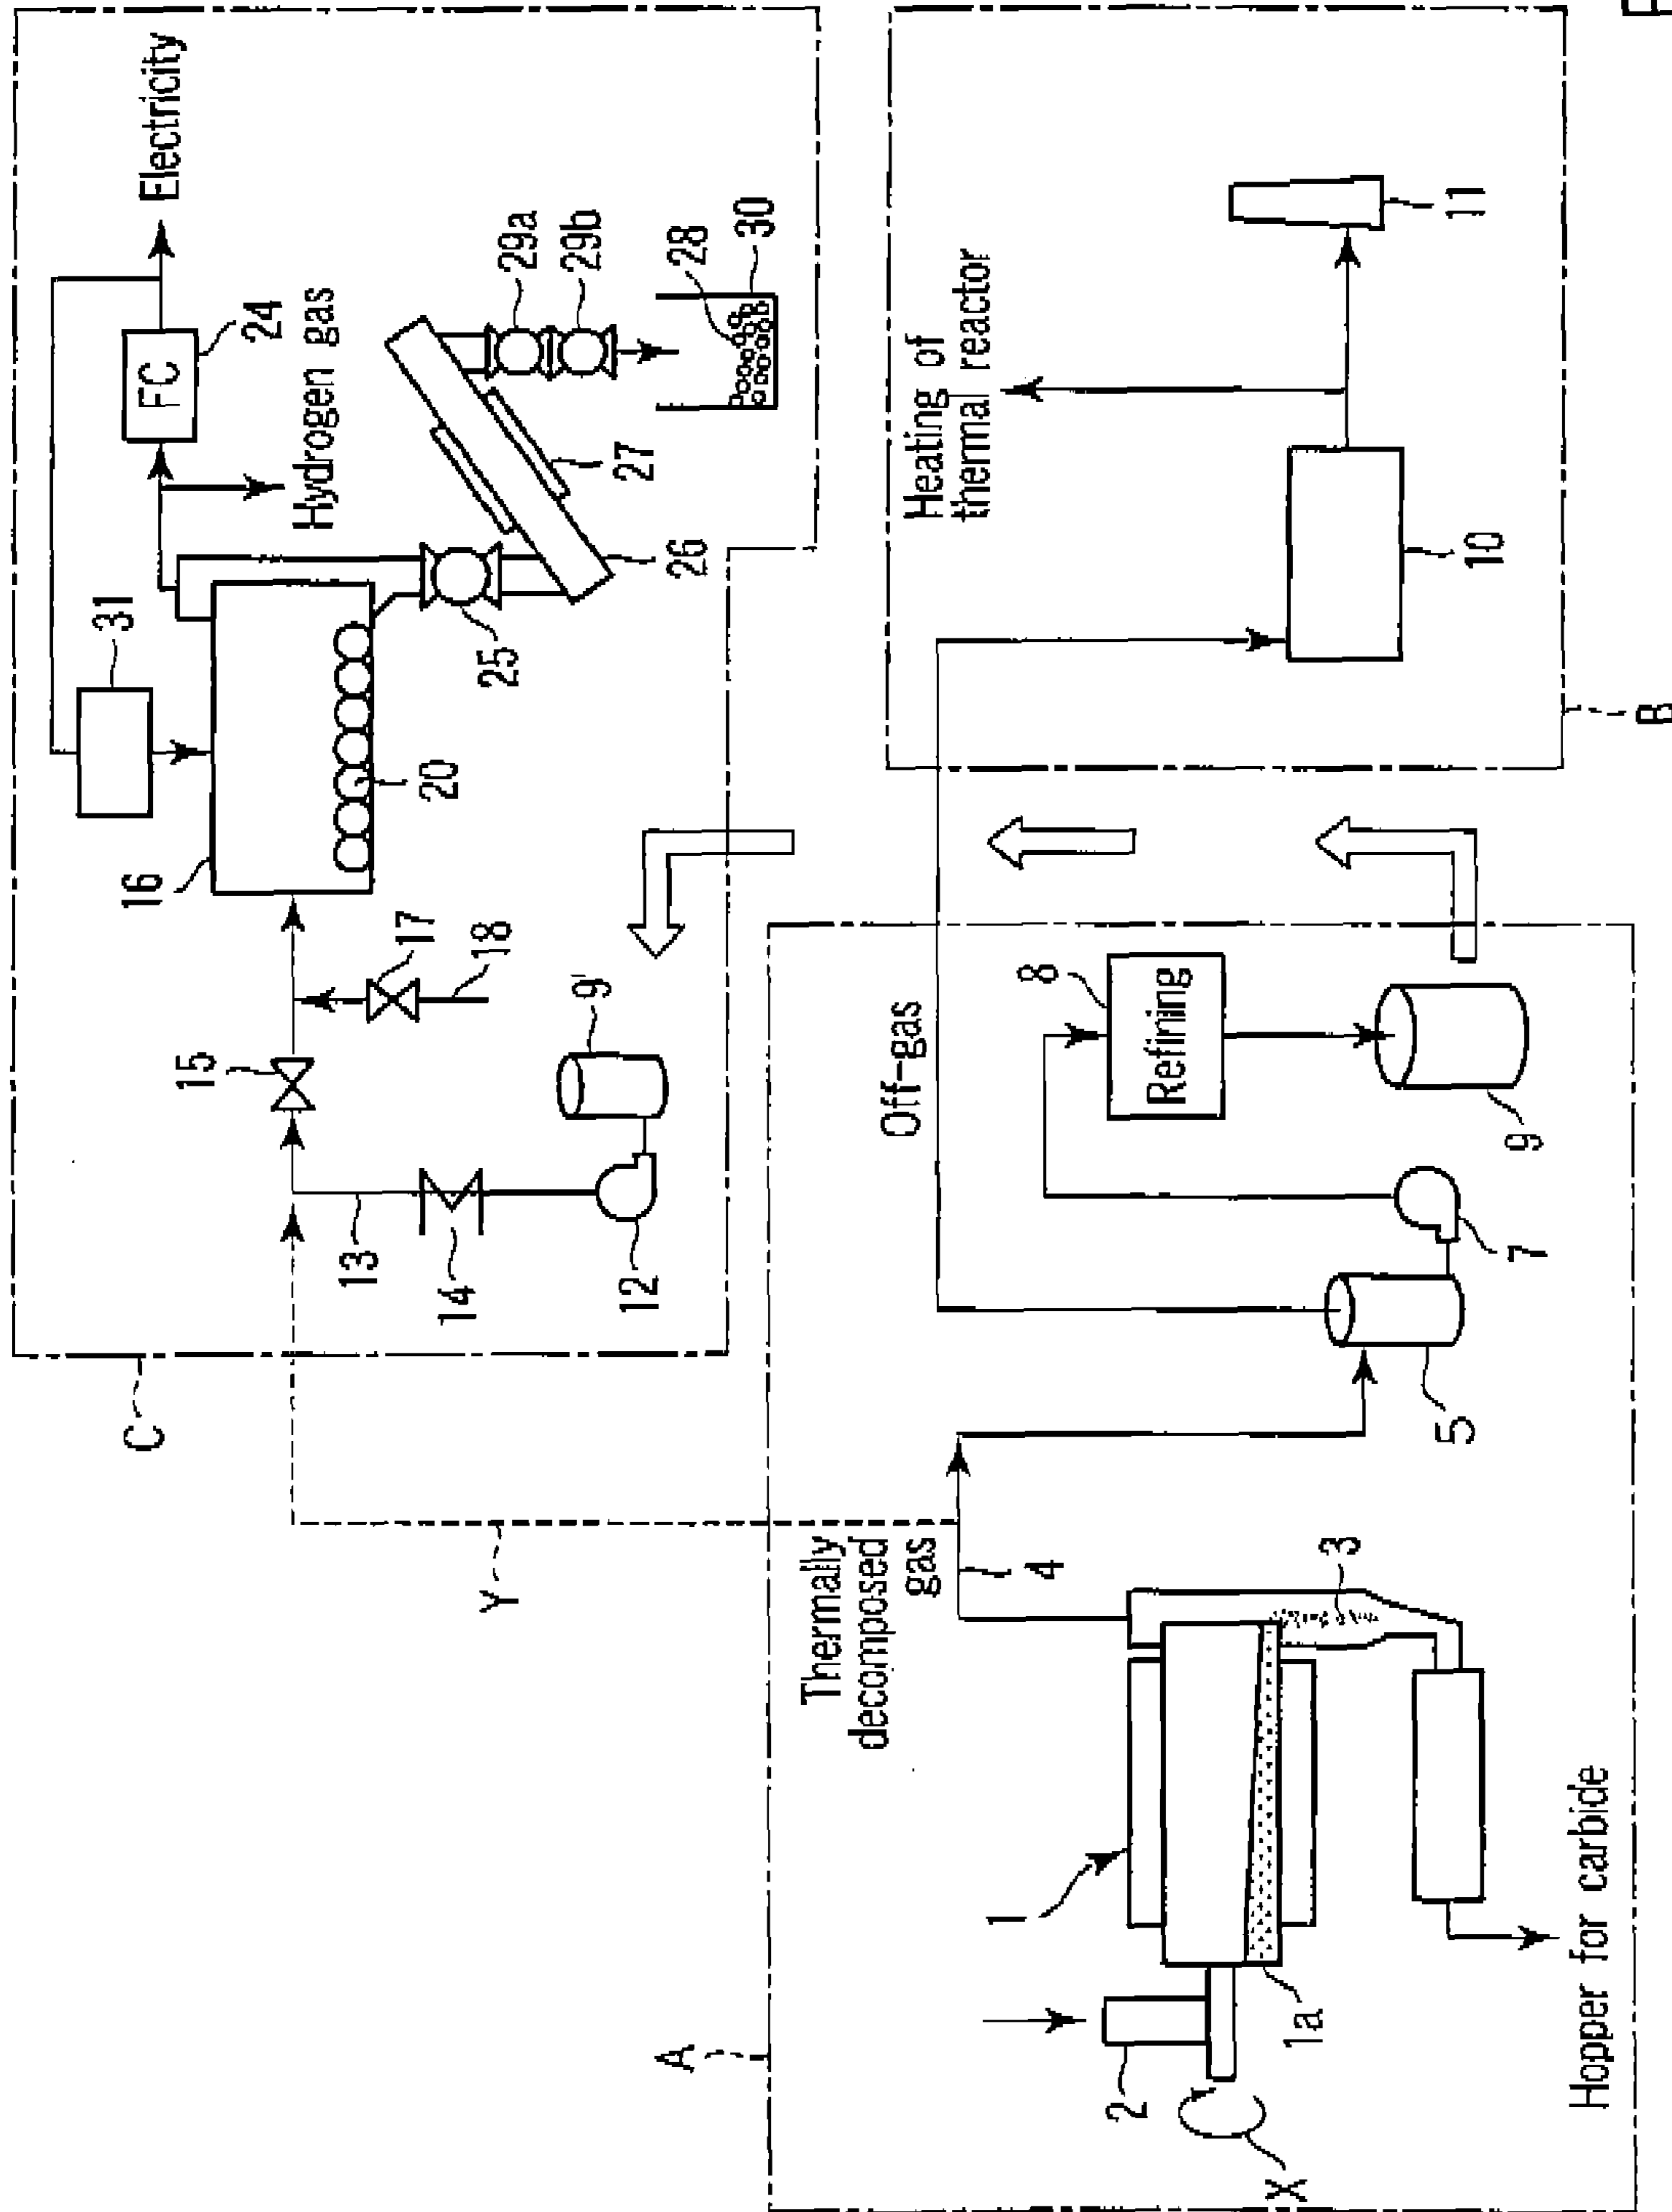 C
16
31
FC
24
Electricity
Hydrogen gas
29a
29b
28
30
27
26
25
20
15
17
18
13
14
12
9
Y
A
Thermally
decomposed
gas
4
Off-gas
8
Refining
9
7
5
3
1
1a
2
X
Hopper for carbide
Heating of
thermal reactor
10
11
B